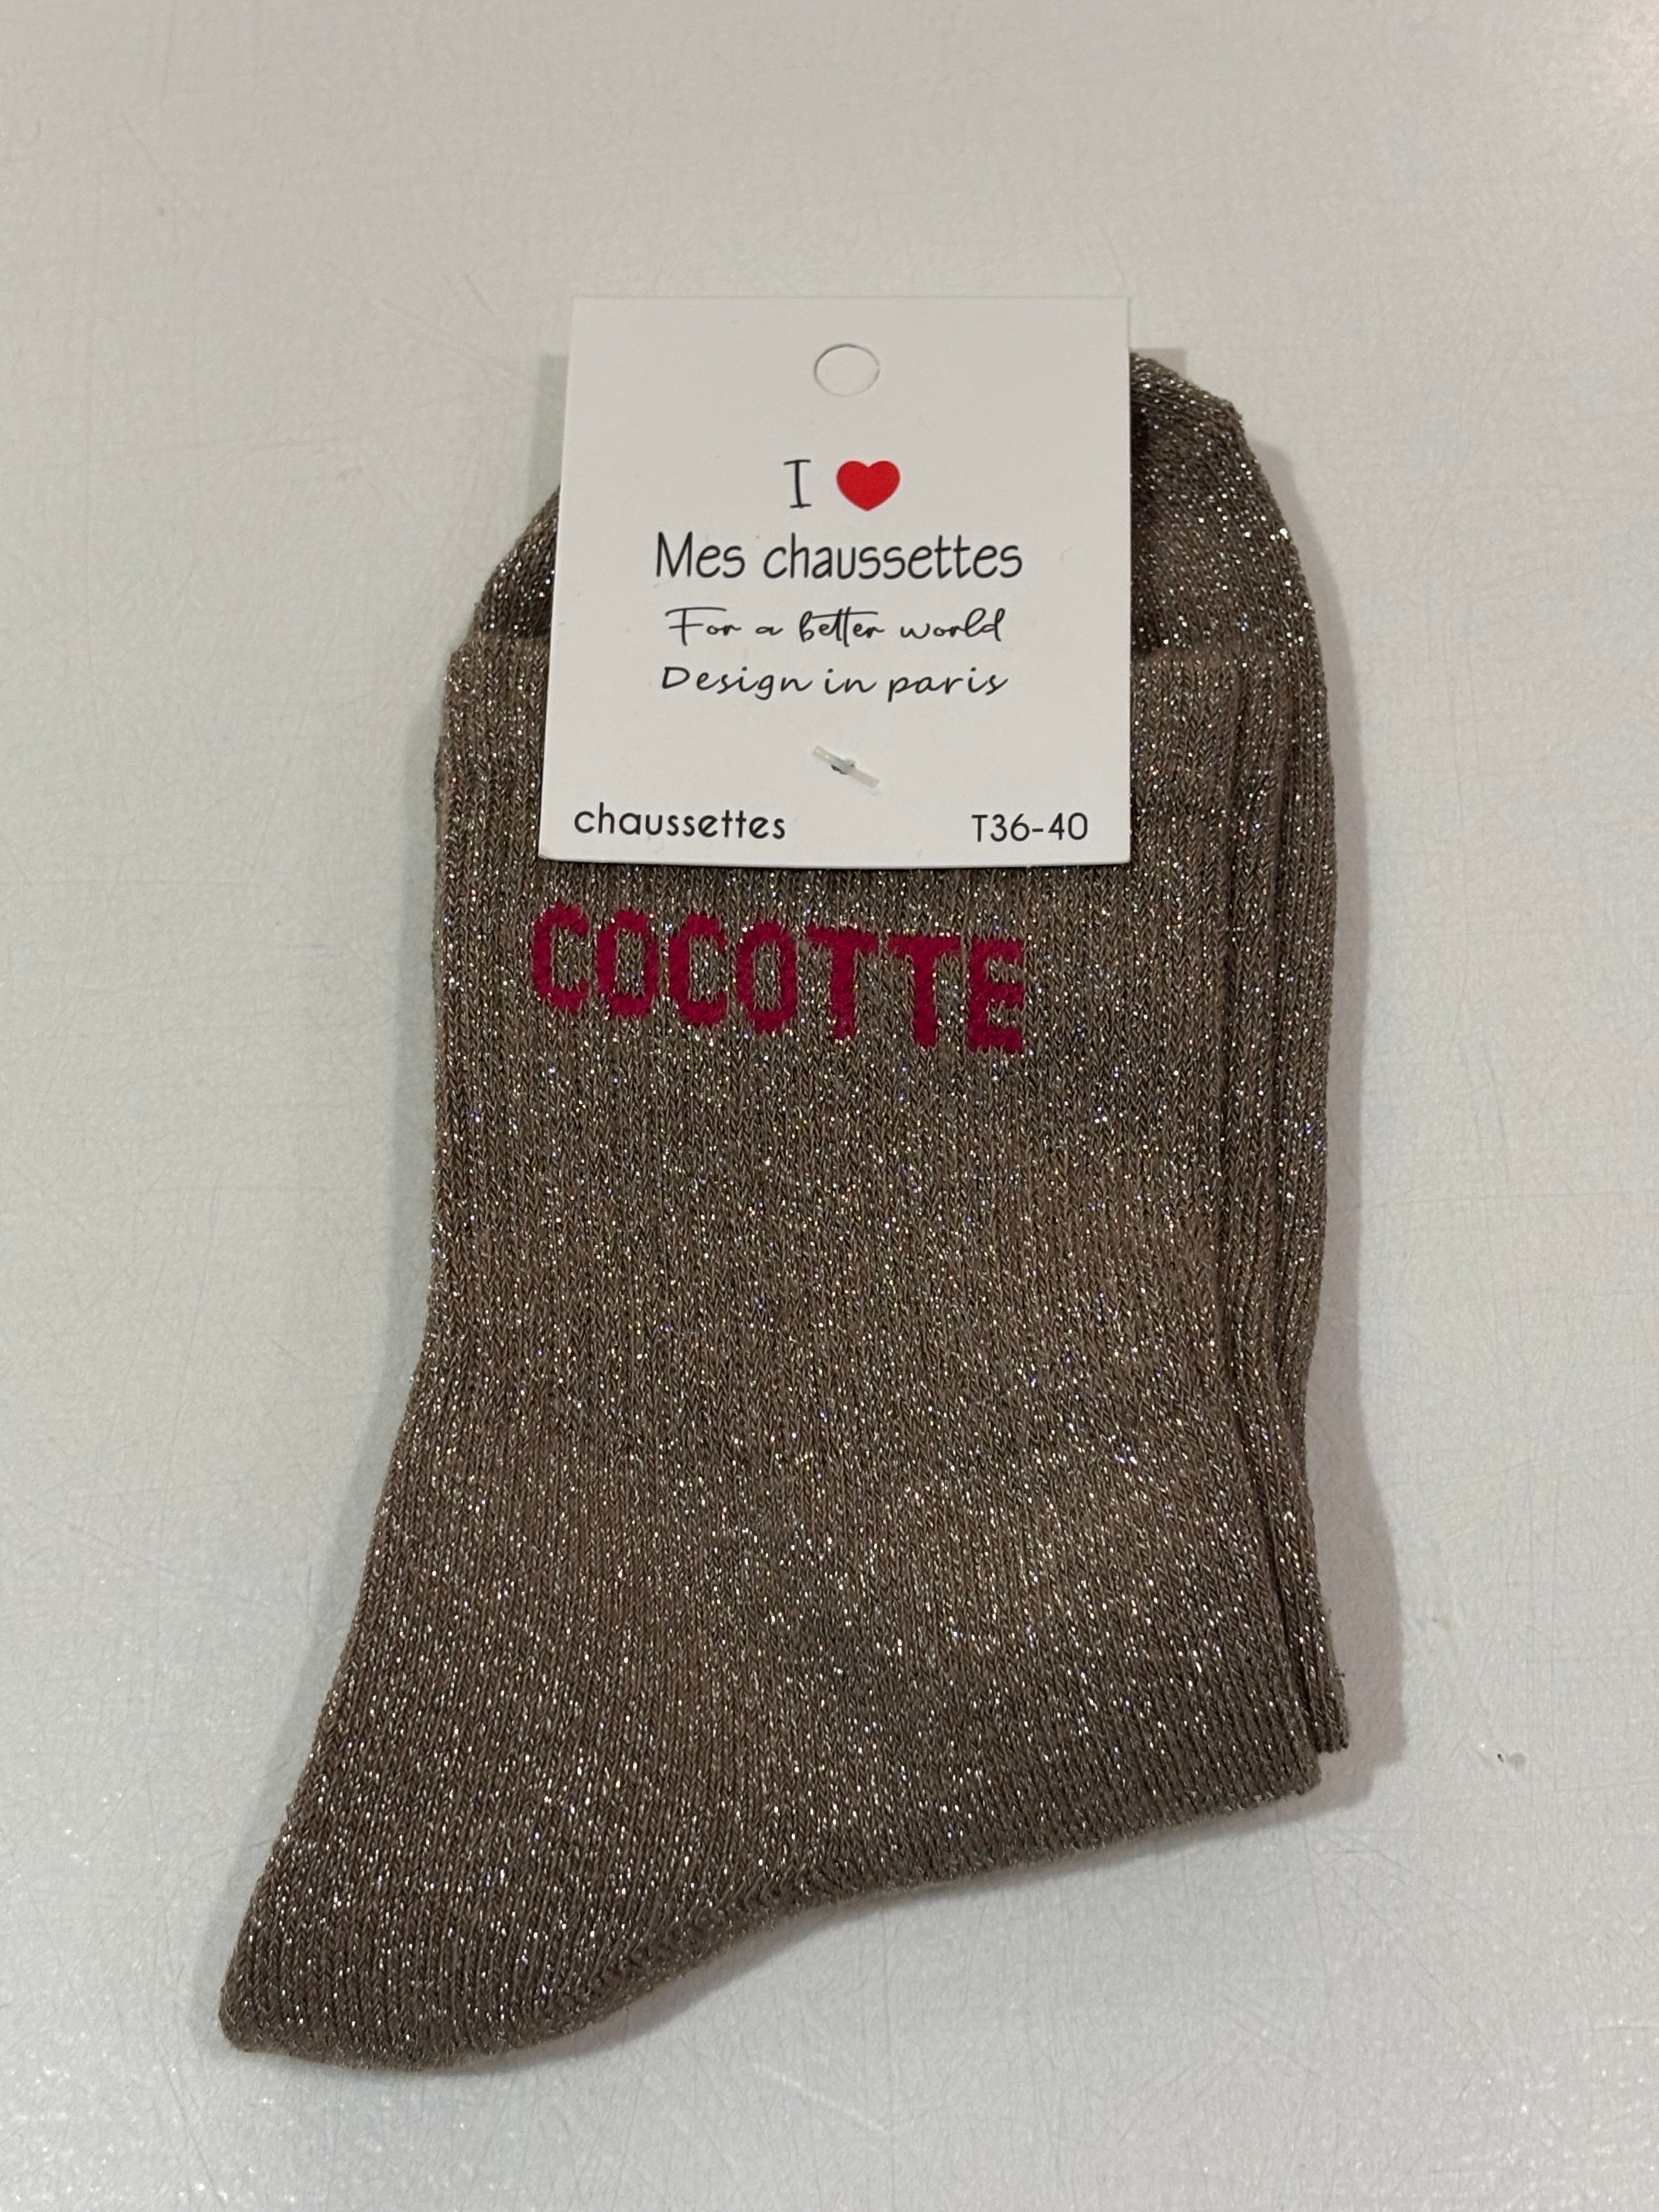 I ❤
Mes chaussettes
For a better world
Design in paris
chaussettes T36-40
COCOTTE